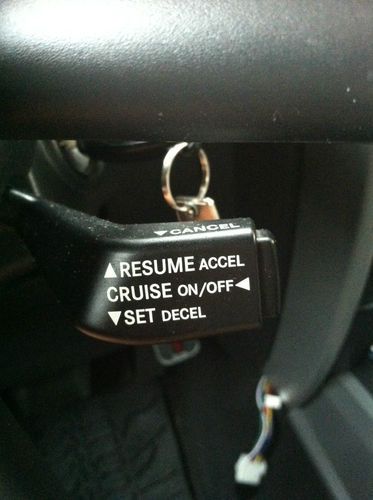 ▼CANCEL
▲RESUME ACCEL
CRUISE ON/OFF◀
▼SET DECEL